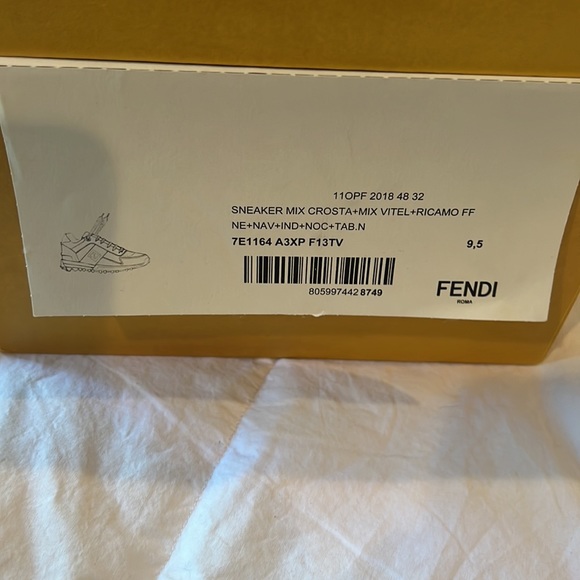 11OPF 2018 48 32
SNEAKER MIX CROSTA+MIX VITEL+RICAMO FF
NE+NAV+IND+NOC+TAB.N
7E1164 A3XP F13TV 9,5
8059974428749
FENDI
ROMA